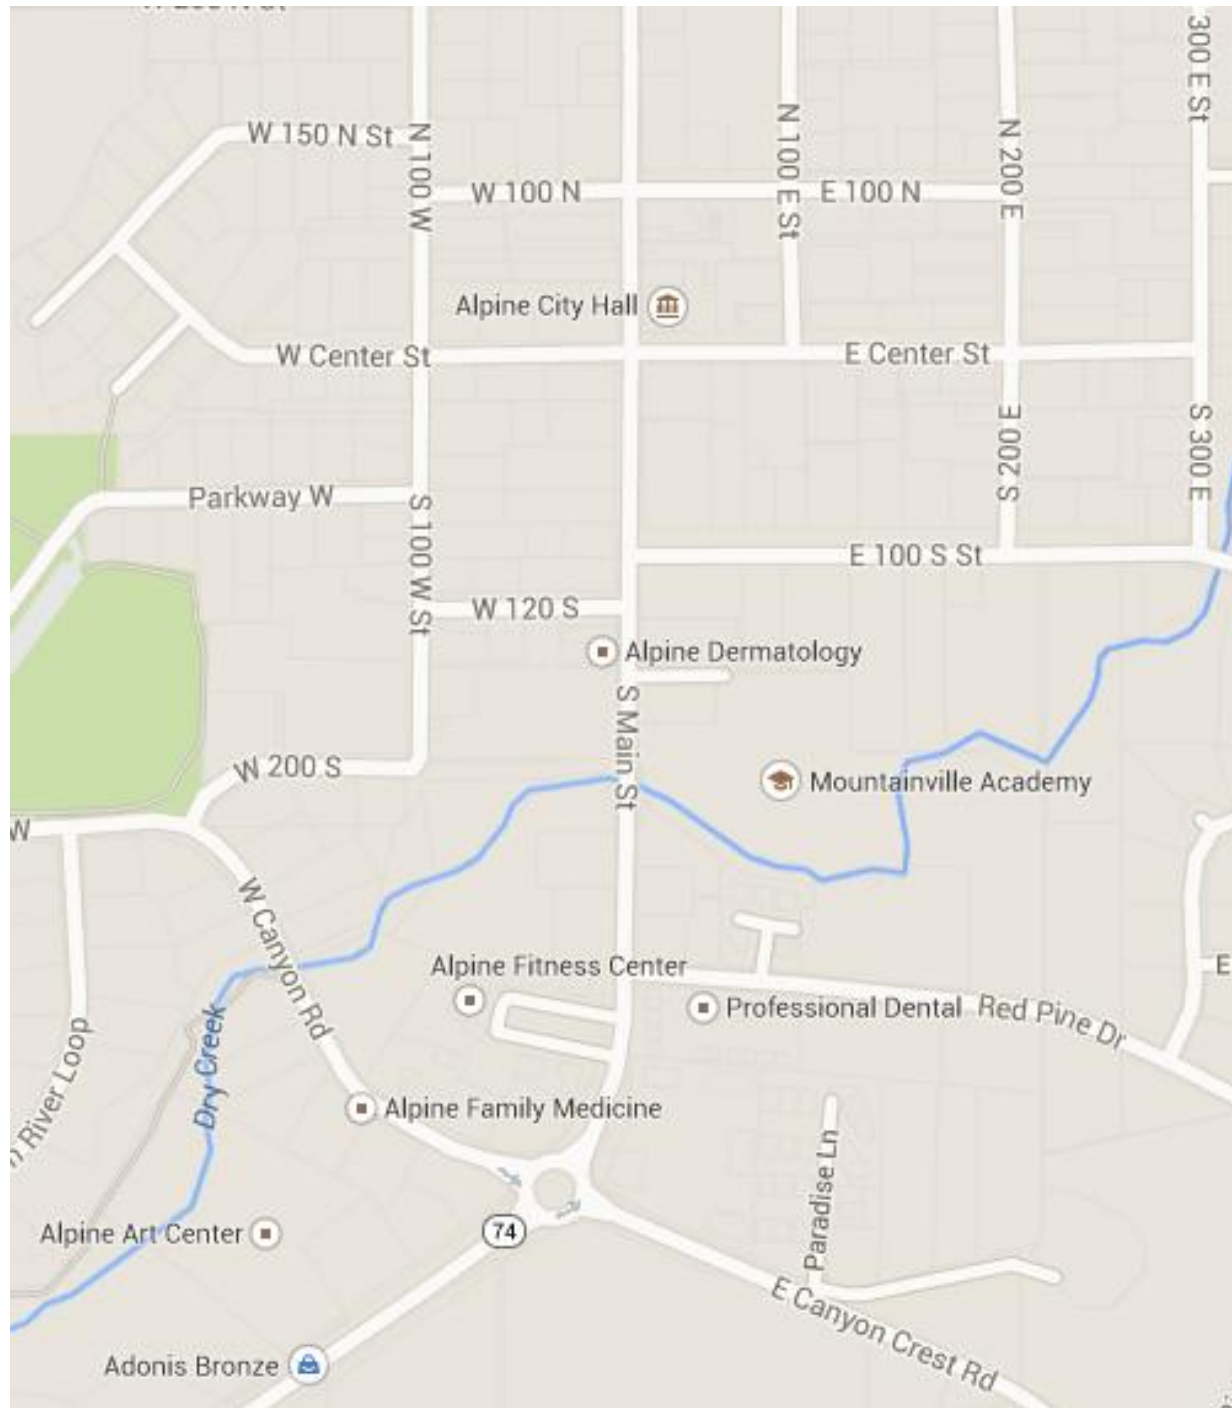 300 E St
W 150 N St
N 100 W
N 100 E St
N 200 E
W 100 N
E 100 N
Alpine City Hall
W Center St
E Center St
S 200 E
S 300 E
Parkway W
S 100 W St
E 100 S St
W 120 S
Alpine Dermatology
S Main St
W 200 S
Mountainville Academy
W
W Canyon Rd
Alpine Fitness Center
E
Professional Dental
Red Pine Dr
Dry Creek
River Loop
Alpine Family Medicine
Paradise Ln
Alpine Art Center
74
E Canyon Crest Rd
Adonis Bronze